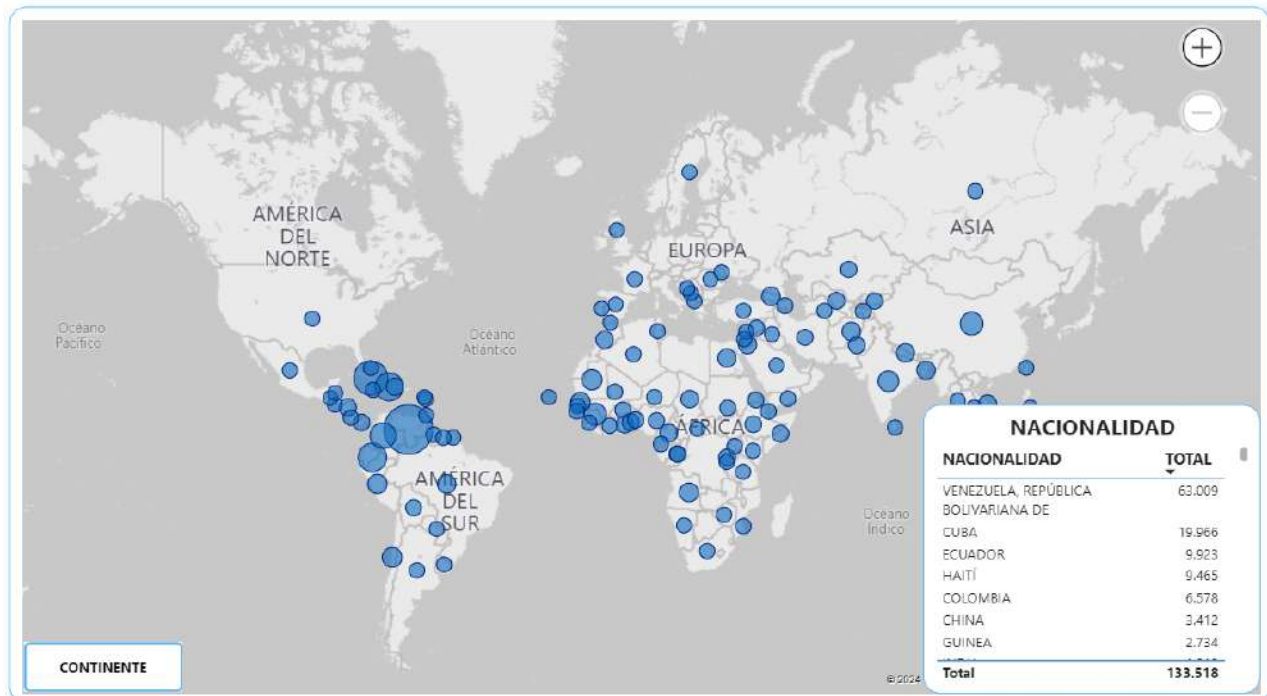 AMÉRICA
DEL
NORTE
EUROPA
ASIA
Océano
Pacífico
Océano
Atlántico
ÁFRICA
AMÉRICA
DEL
SUR
Océano
Índico
NACIONALIDAD
NACIONALIDAD TOTAL
VENEZUELA, REPÚBLICA 63.009
BOLIVARIANA DE
CUBA 19.966
ECUADOR 9.923
HAITÍ 9.465
COLOMBIA 6.578
CHINA 3.412
GUINEA 2.734
Total 133.518
CONTINENTE
© 2024